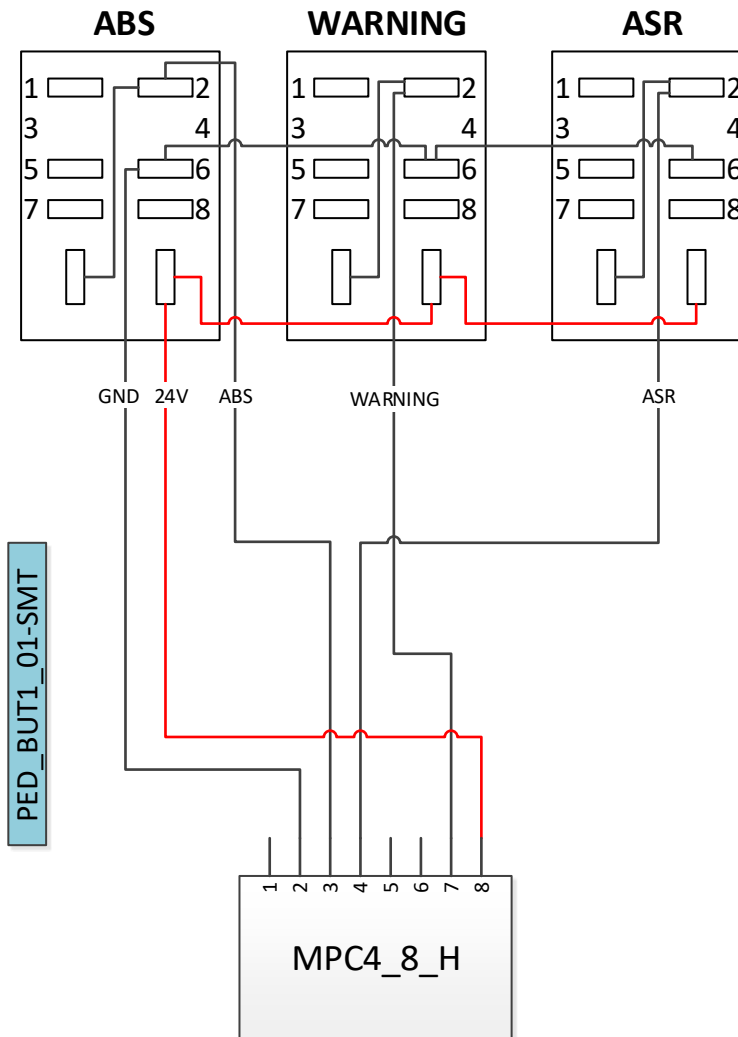 ABS WARNING ASR
1 2 1 2 1 2
3 4 3 4 3 4
5 6 5 6 5 6
7 8 7 8 7 8
GND 24V ABS WARNING ASR
PED_BUT1_01-SMT
1 2 3 4 5 6 7 8
MPC4_8_H